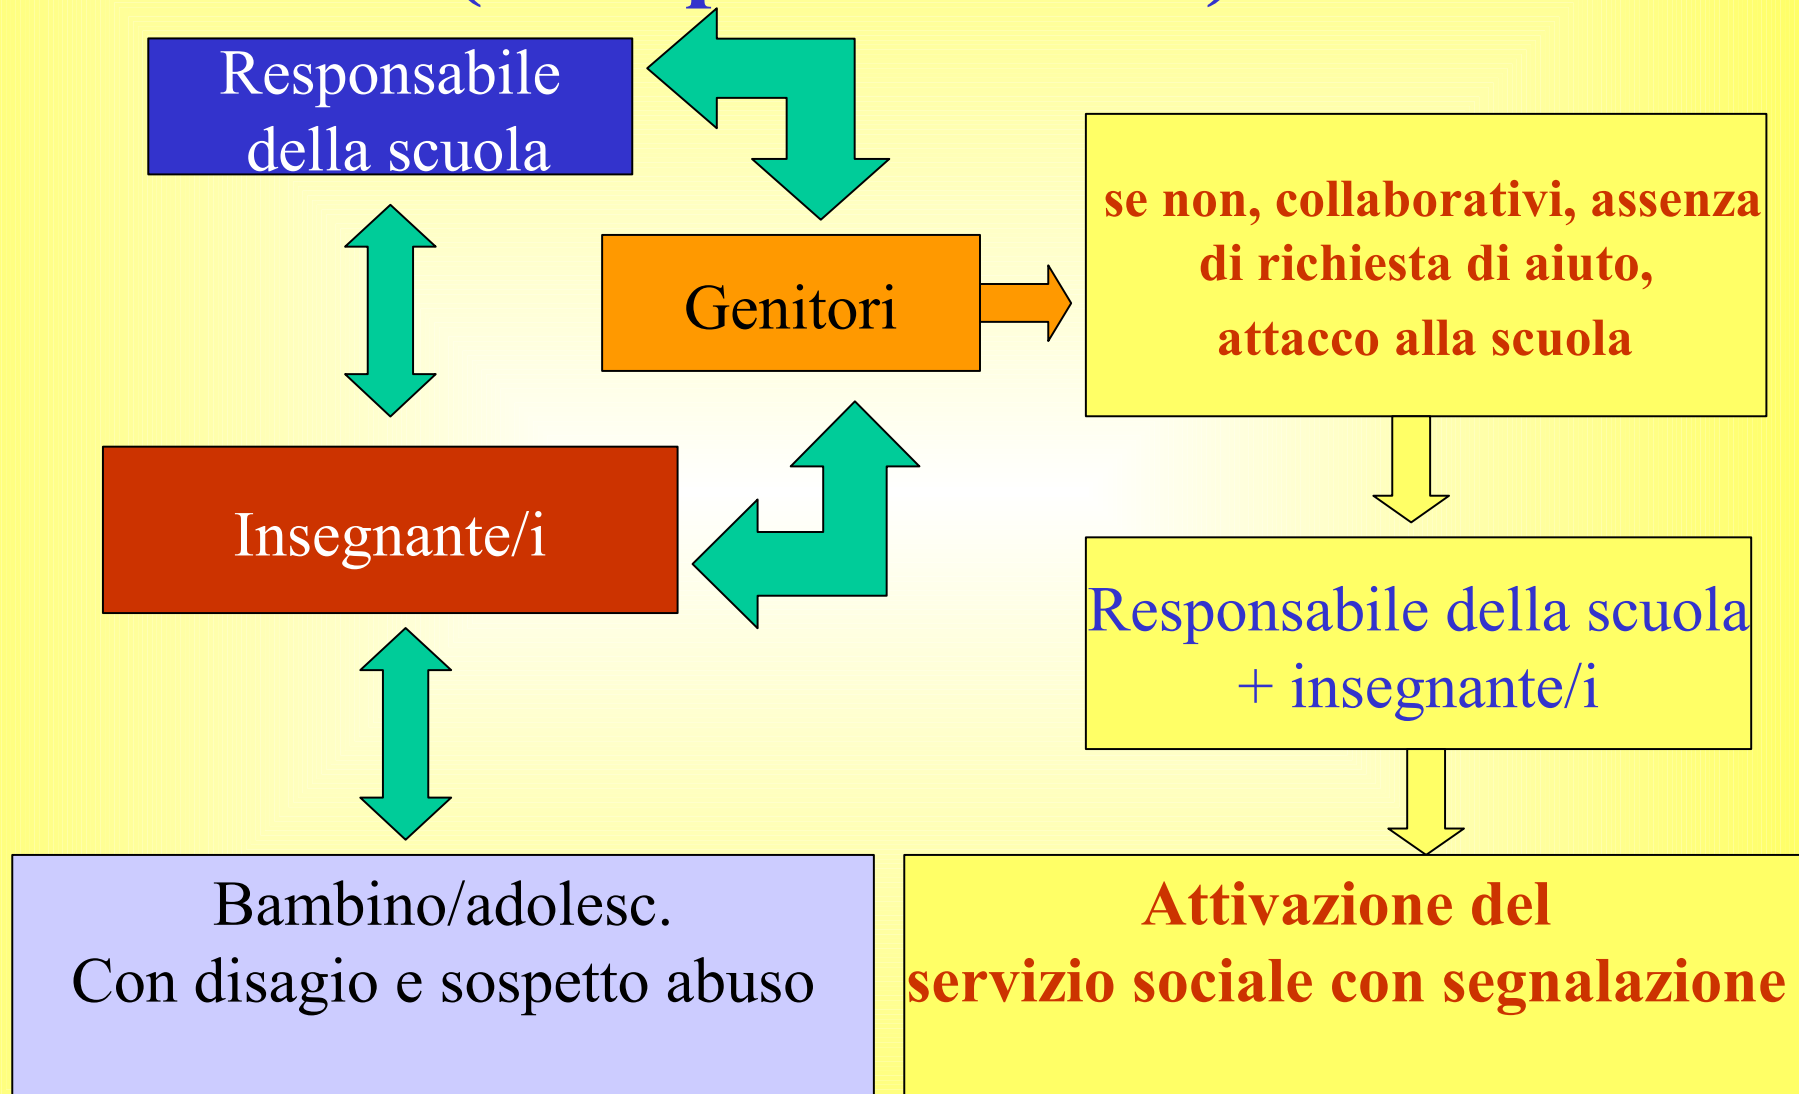 Responsabile
della scuola
se non, collaborativi, assenza
di richiesta di aiuto,
attacco alla scuola
Genitori
Insegnante/i
Responsabile della scuola
+ insegnante/i
Bambino/adolesc.
Con disagio e sospetto abuso
Attivazione del
servizio sociale con segnalazione